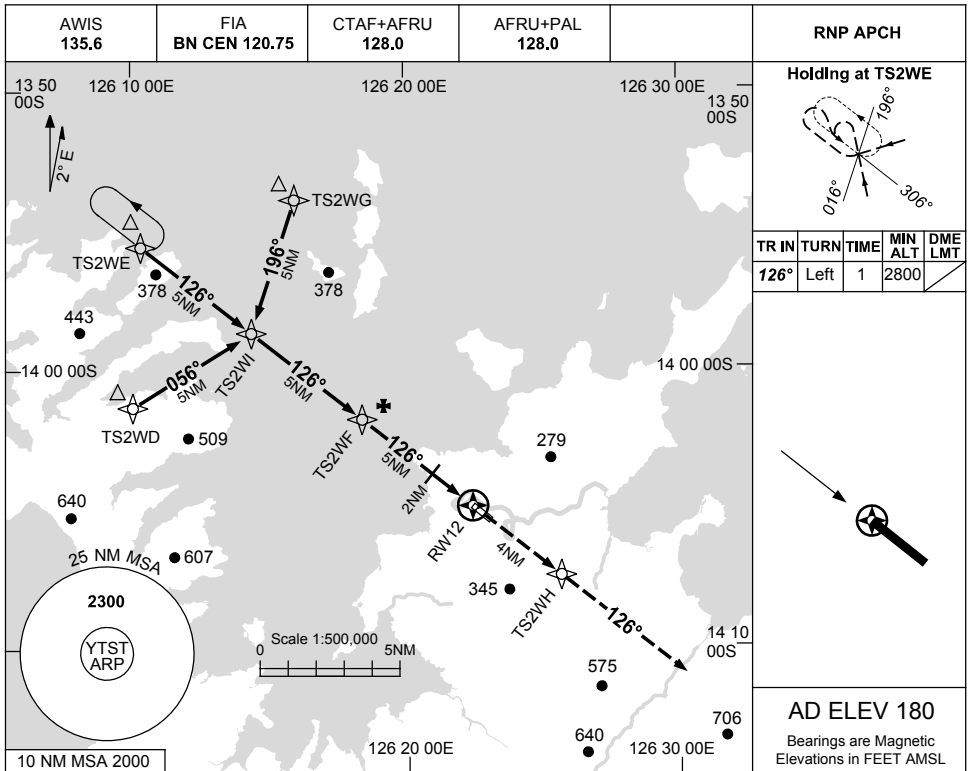 AWIS
135.6
FIA
BN CEN 120.75
CTAF+AFRU
128.0
AFRU+PAL
128.0
RNP APCH
13 50
00S
126 10 00E
126 20 00E
126 30 00E
13 50
00S
2° E
TS2WG
TS2WE
126°
5NM
196°
5NM
378
378
443
TS2WI
14 00 00S
14 00 00S
056°
5NM
126°
5NM
TS2WD
TS2WF
509
126°
5NM
2NM
279
640
RW12
4NM
607
25 NM MSA
2300
YTST
ARP
345
TS2WH
126°
Scale 1:500,000
0
5NM
14 10
00S
575
640
706
10 NM MSA 2000
126 20 00E
126 30 00E
Holding at TS2WE
196°
016°
306°
TR IN TURN TIME MIN ALT DME LMT
126° Left 1 2800
AD ELEV 180
Bearings are Magnetic
Elevations in FEET AMSL